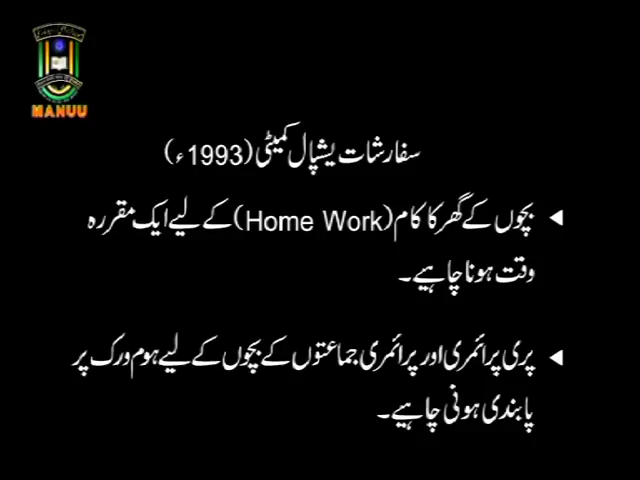 MANUU
سفارشات یشپال کمیٹی (1993ء)
بچوں کے گھر کا کام (Home Work) کے لیے ایک مقررہ
وقت ہونا چاہیے۔
پری پرائمری اور پرائمری جماعتوں کے بچوں کے لیے ہوم ورک پر
پابندی ہونی چاہیے۔